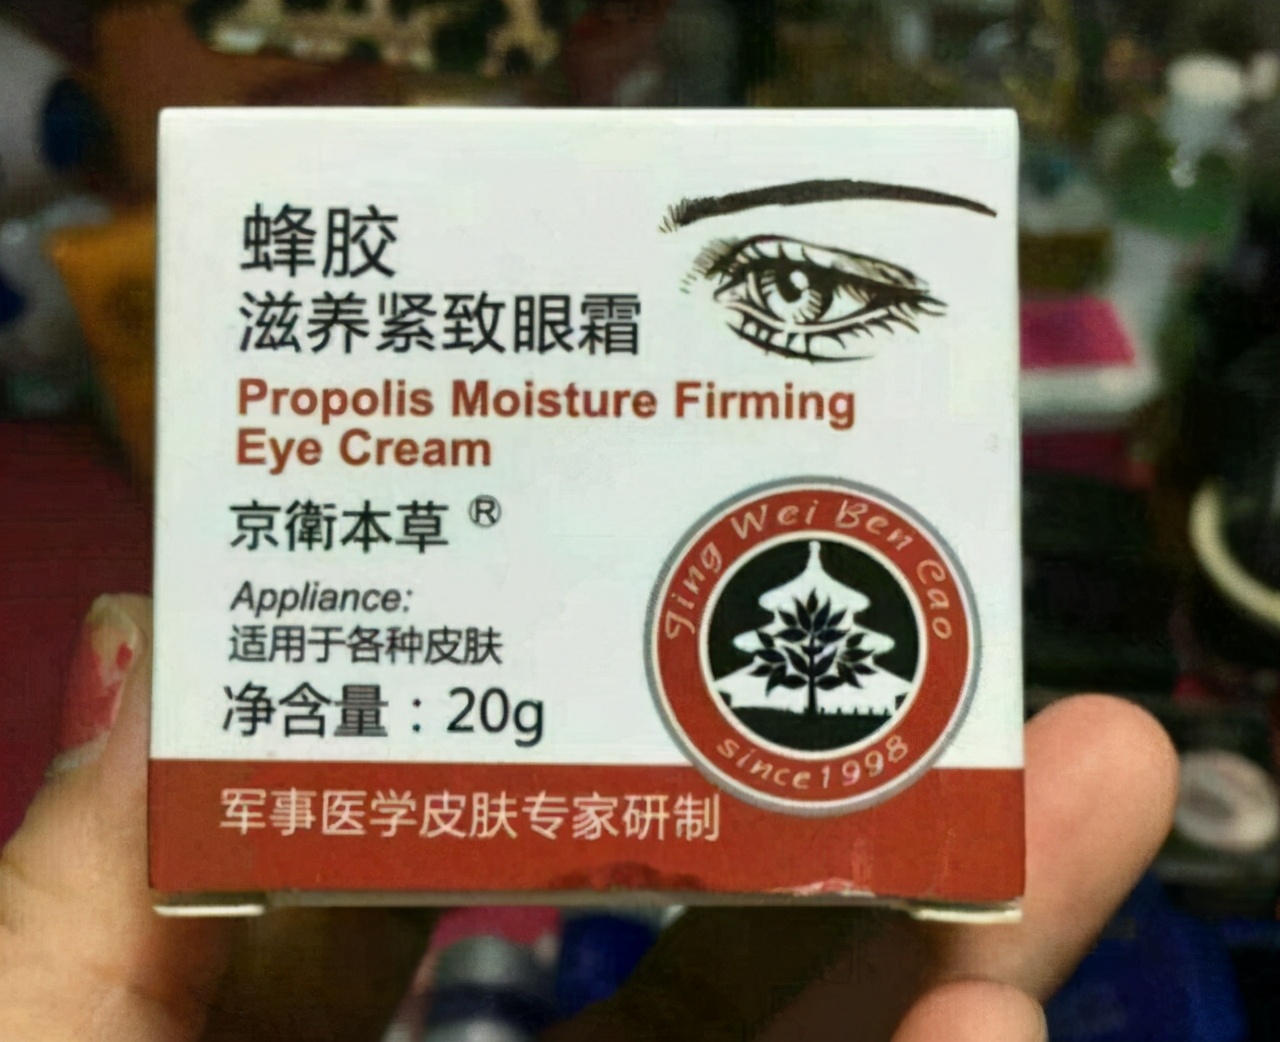 蜂胶
滋养紧致眼霜
Propolis Moisture Firming
Eye Cream
京衛本草 ®
Appliance:
适用于各种皮肤
净含量：20g
Jing Wei Ben Cao
since1998
军事医学皮肤专家研制